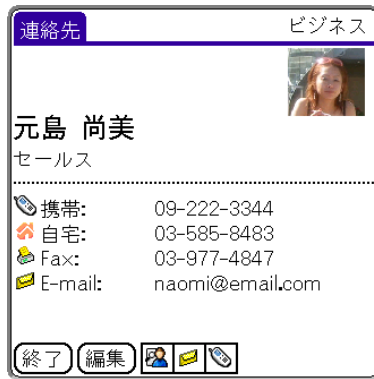 連絡先 ビジネス
元島 尚美
セールス
携帯: 09-222-3344
自宅: 03-585-8483
Fax: 03-977-4847
E-mail: naomi@email.com
終了 編集